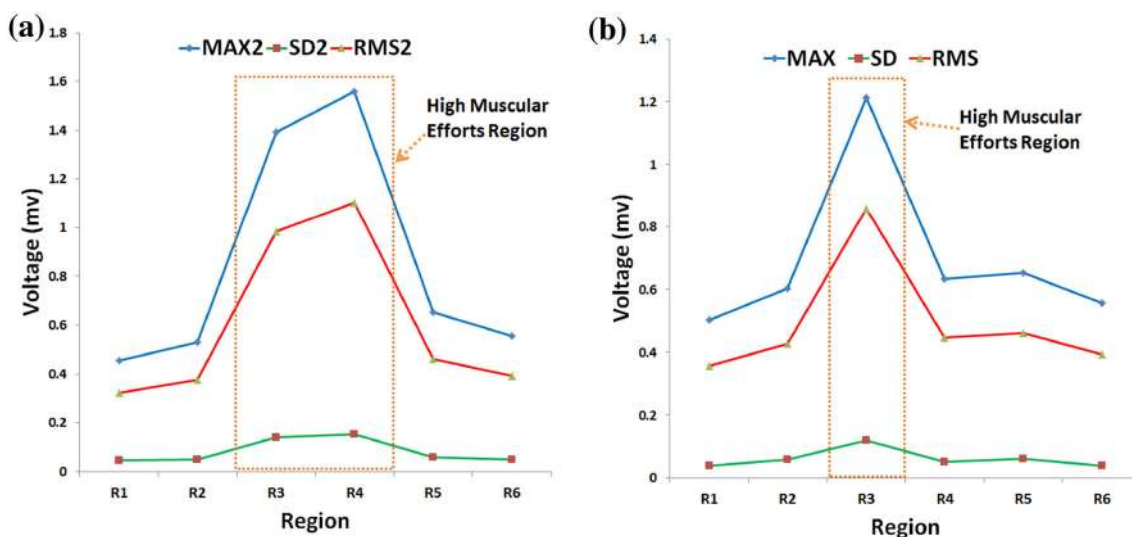 (a)
MAX2 SD2 RMS2
1.8
1.6
1.4
1.2
1
0.8
0.6
0.4
0.2
0
Voltage (mv)
High Muscular
Efforts Region
R1 R2 R3 R4 R5 R6
Region
(b)
MAX SD RMS
1.4
1.2
1
0.8
0.6
0.4
0.2
0
Voltage (mv)
High Muscular
Efforts Region
R1 R2 R3 R4 R5 R6
Region